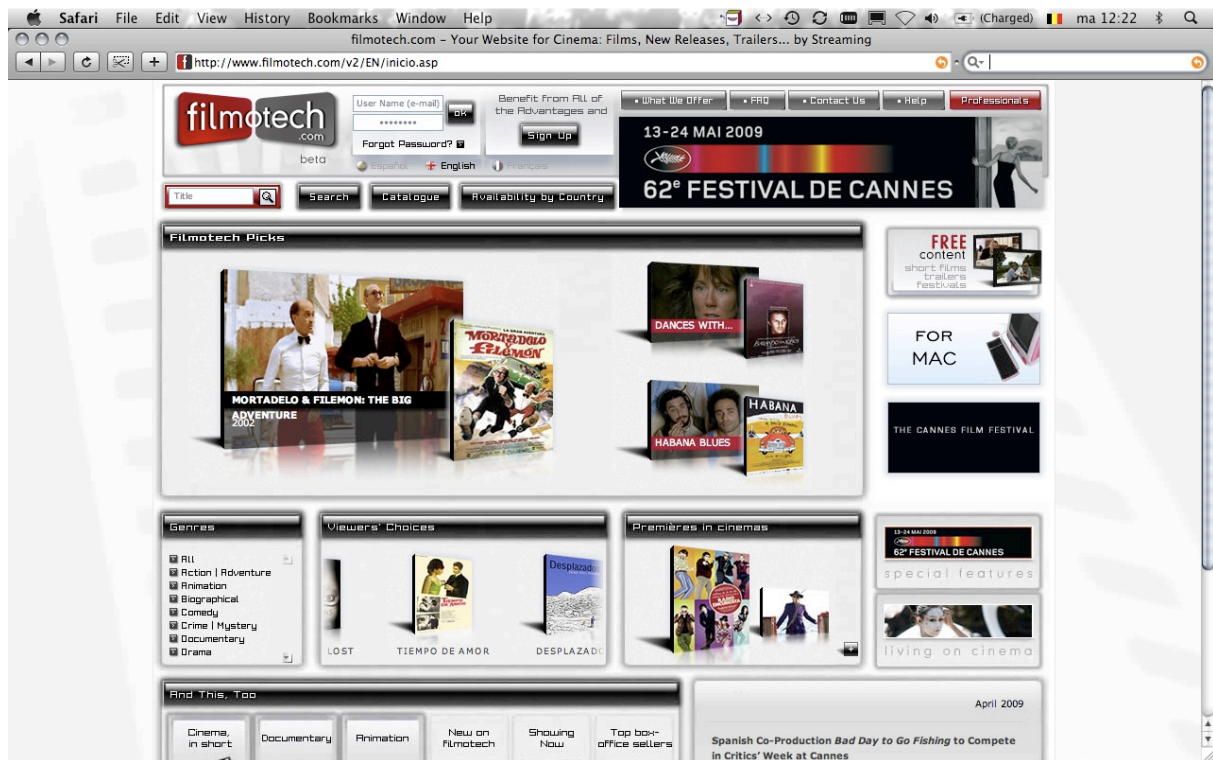 Safari File Edit View History Bookmarks Window Help (Charged) ma 12:22
filmotech.com – Your Website for Cinema: Films, New Releases, Trailers... by Streaming
http://www.filmotech.com/v2/EN/inicio.asp
filmotech
.com
beta
User Name (e-mail)
OK
Forgot Password?
Español English Français
Benefit from All of
the Advantages and
Sign Up
What We Offer FAQ Contact Us Help Professionals
13-24 MAI 2009
62e FESTIVAL DE CANNES
Title
Search Catalogue Availability by Country
Filmotech Picks
MORTADELO & FILEMON: THE BIG
ADVENTURE
2002
LA GRAN AVENTURA
MORTADELO
y FILEMÓN
DANCES WITH...
HABANA BLUES
HABANA
BLUES
FREE
content
short films
trailers
festivals
FOR
MAC
THE CANNES FILM FESTIVAL
Genres
All
Action | Adventure
Animation
Biographical
Comedy
Crime | Mystery
Documentary
Drama
Viewers' Choices
Desplazado
LOST TIEMPO DE AMOR DESPLAZADO
Premières in cinemas
13-24 MAI 2009
62e FESTIVAL DE CANNES
special features
living on cinema
And This, Too
Cinema,
in short
Documentary
Animation
New on
filmotech
Showing
Now
Top box-
office sellers
April 2009
Spanish Co-Production Bad Day to Go Fishing to Compete
in Critics' Week at Cannes